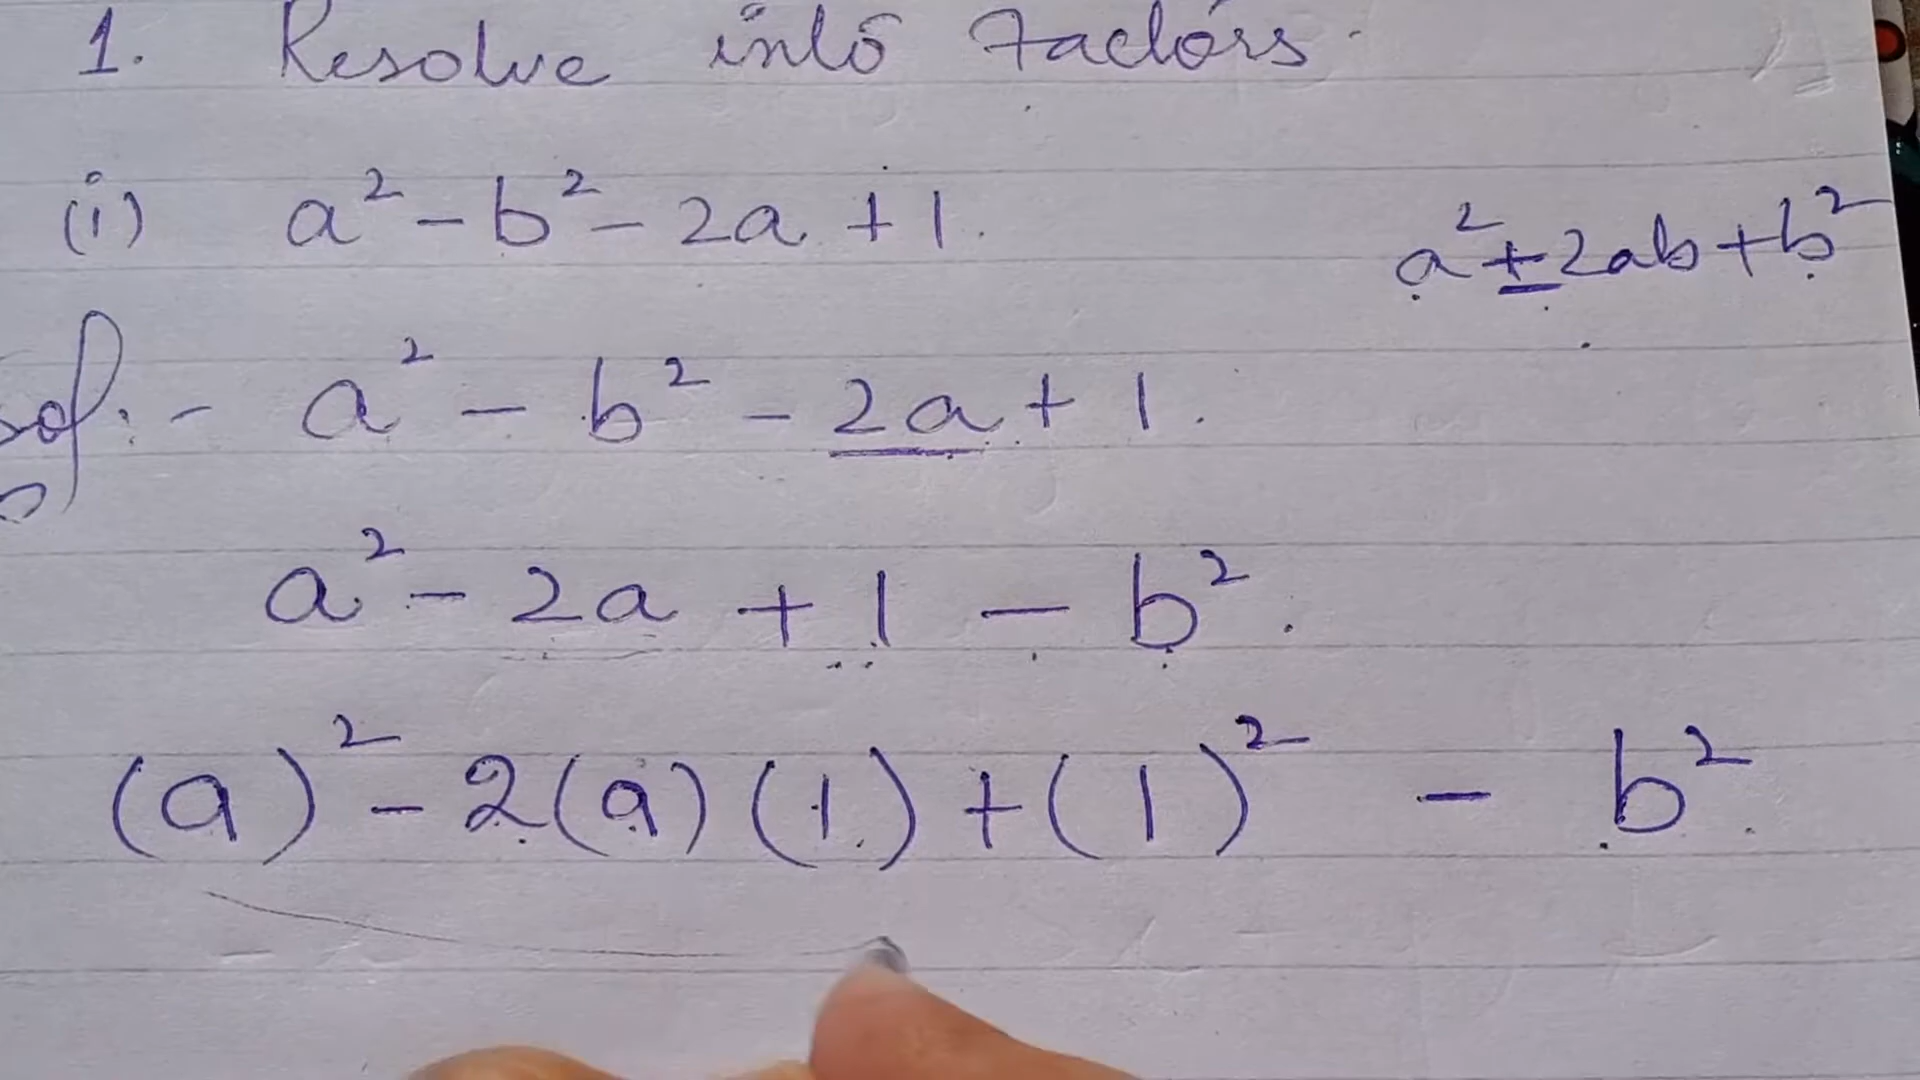 1. Resolve into Factors.
(i) a² - b² - 2a + 1.
a² ± 2ab + b²
sol:- a² - b² - 2a + 1.
a² - 2a + 1 - b².
(a)² - 2(a)(1) + (1)² - b²